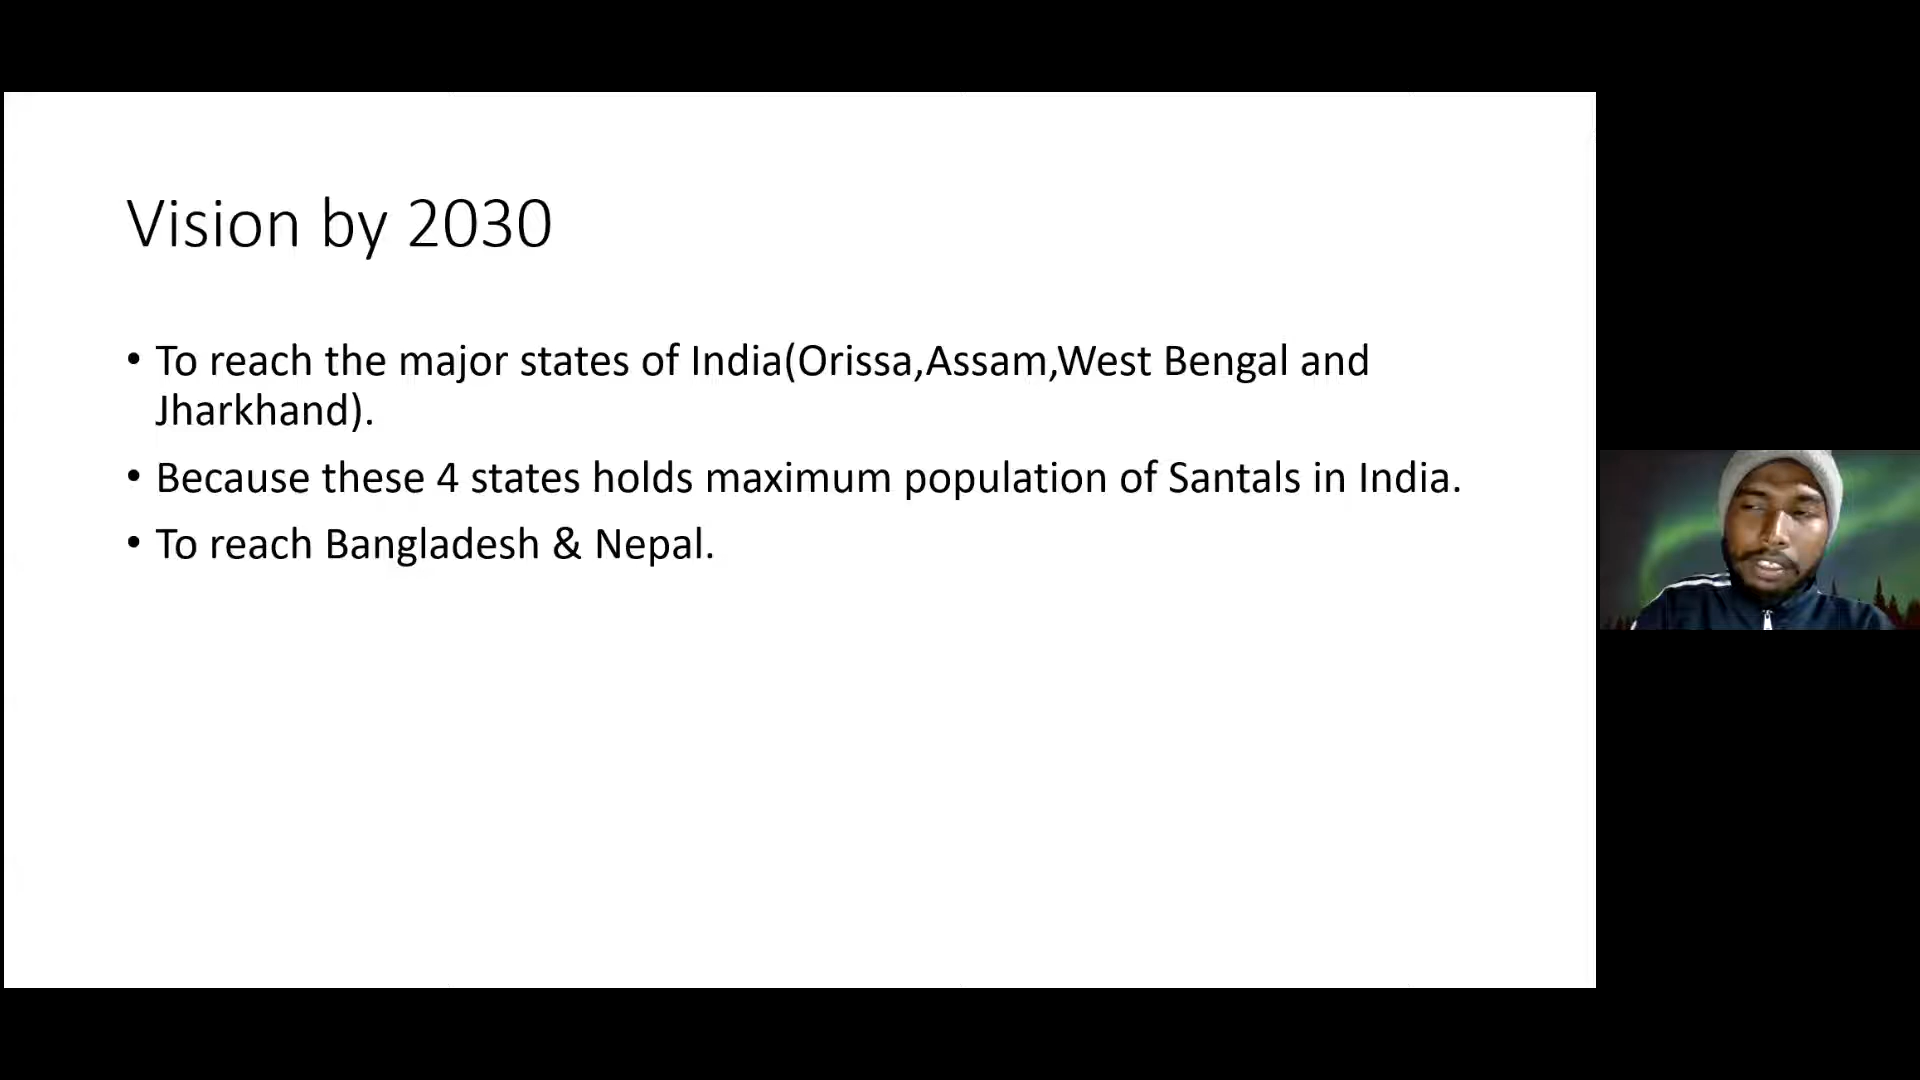 Vision by 2030
• To reach the major states of India(Orissa,Assam,West Bengal and
Jharkhand).
• Because these 4 states holds maximum population of Santals in India.
• To reach Bangladesh & Nepal.